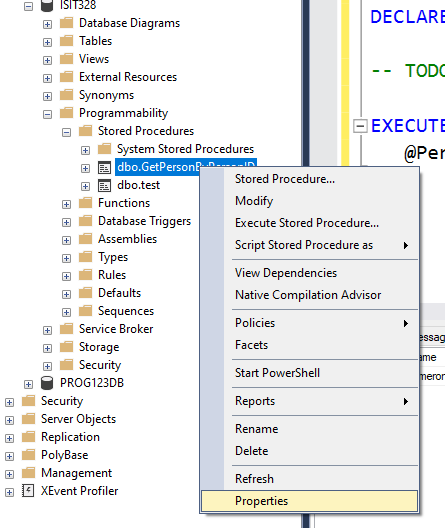 ISIT328
Database Diagrams
Tables
Views
External Resources
Synonyms
Programmability
Stored Procedures
System Stored Procedures
dbo.GetPersonByPersonID
dbo.test
Functions
Database Triggers
Assemblies
Types
Rules
Defaults
Sequences
Service Broker
Storage
Security
PROG123DB
Security
Server Objects
Replication
PolyBase
Management
XEvent Profiler
Stored Procedure...
Modify
Execute Stored Procedure...
Script Stored Procedure as
View Dependencies
Native Compilation Advisor
Policies
Facets
Start PowerShell
Reports
Rename
Delete
Refresh
Properties
DECLARE
-- TODO
EXECUTE
@Per
essag
ame
meron